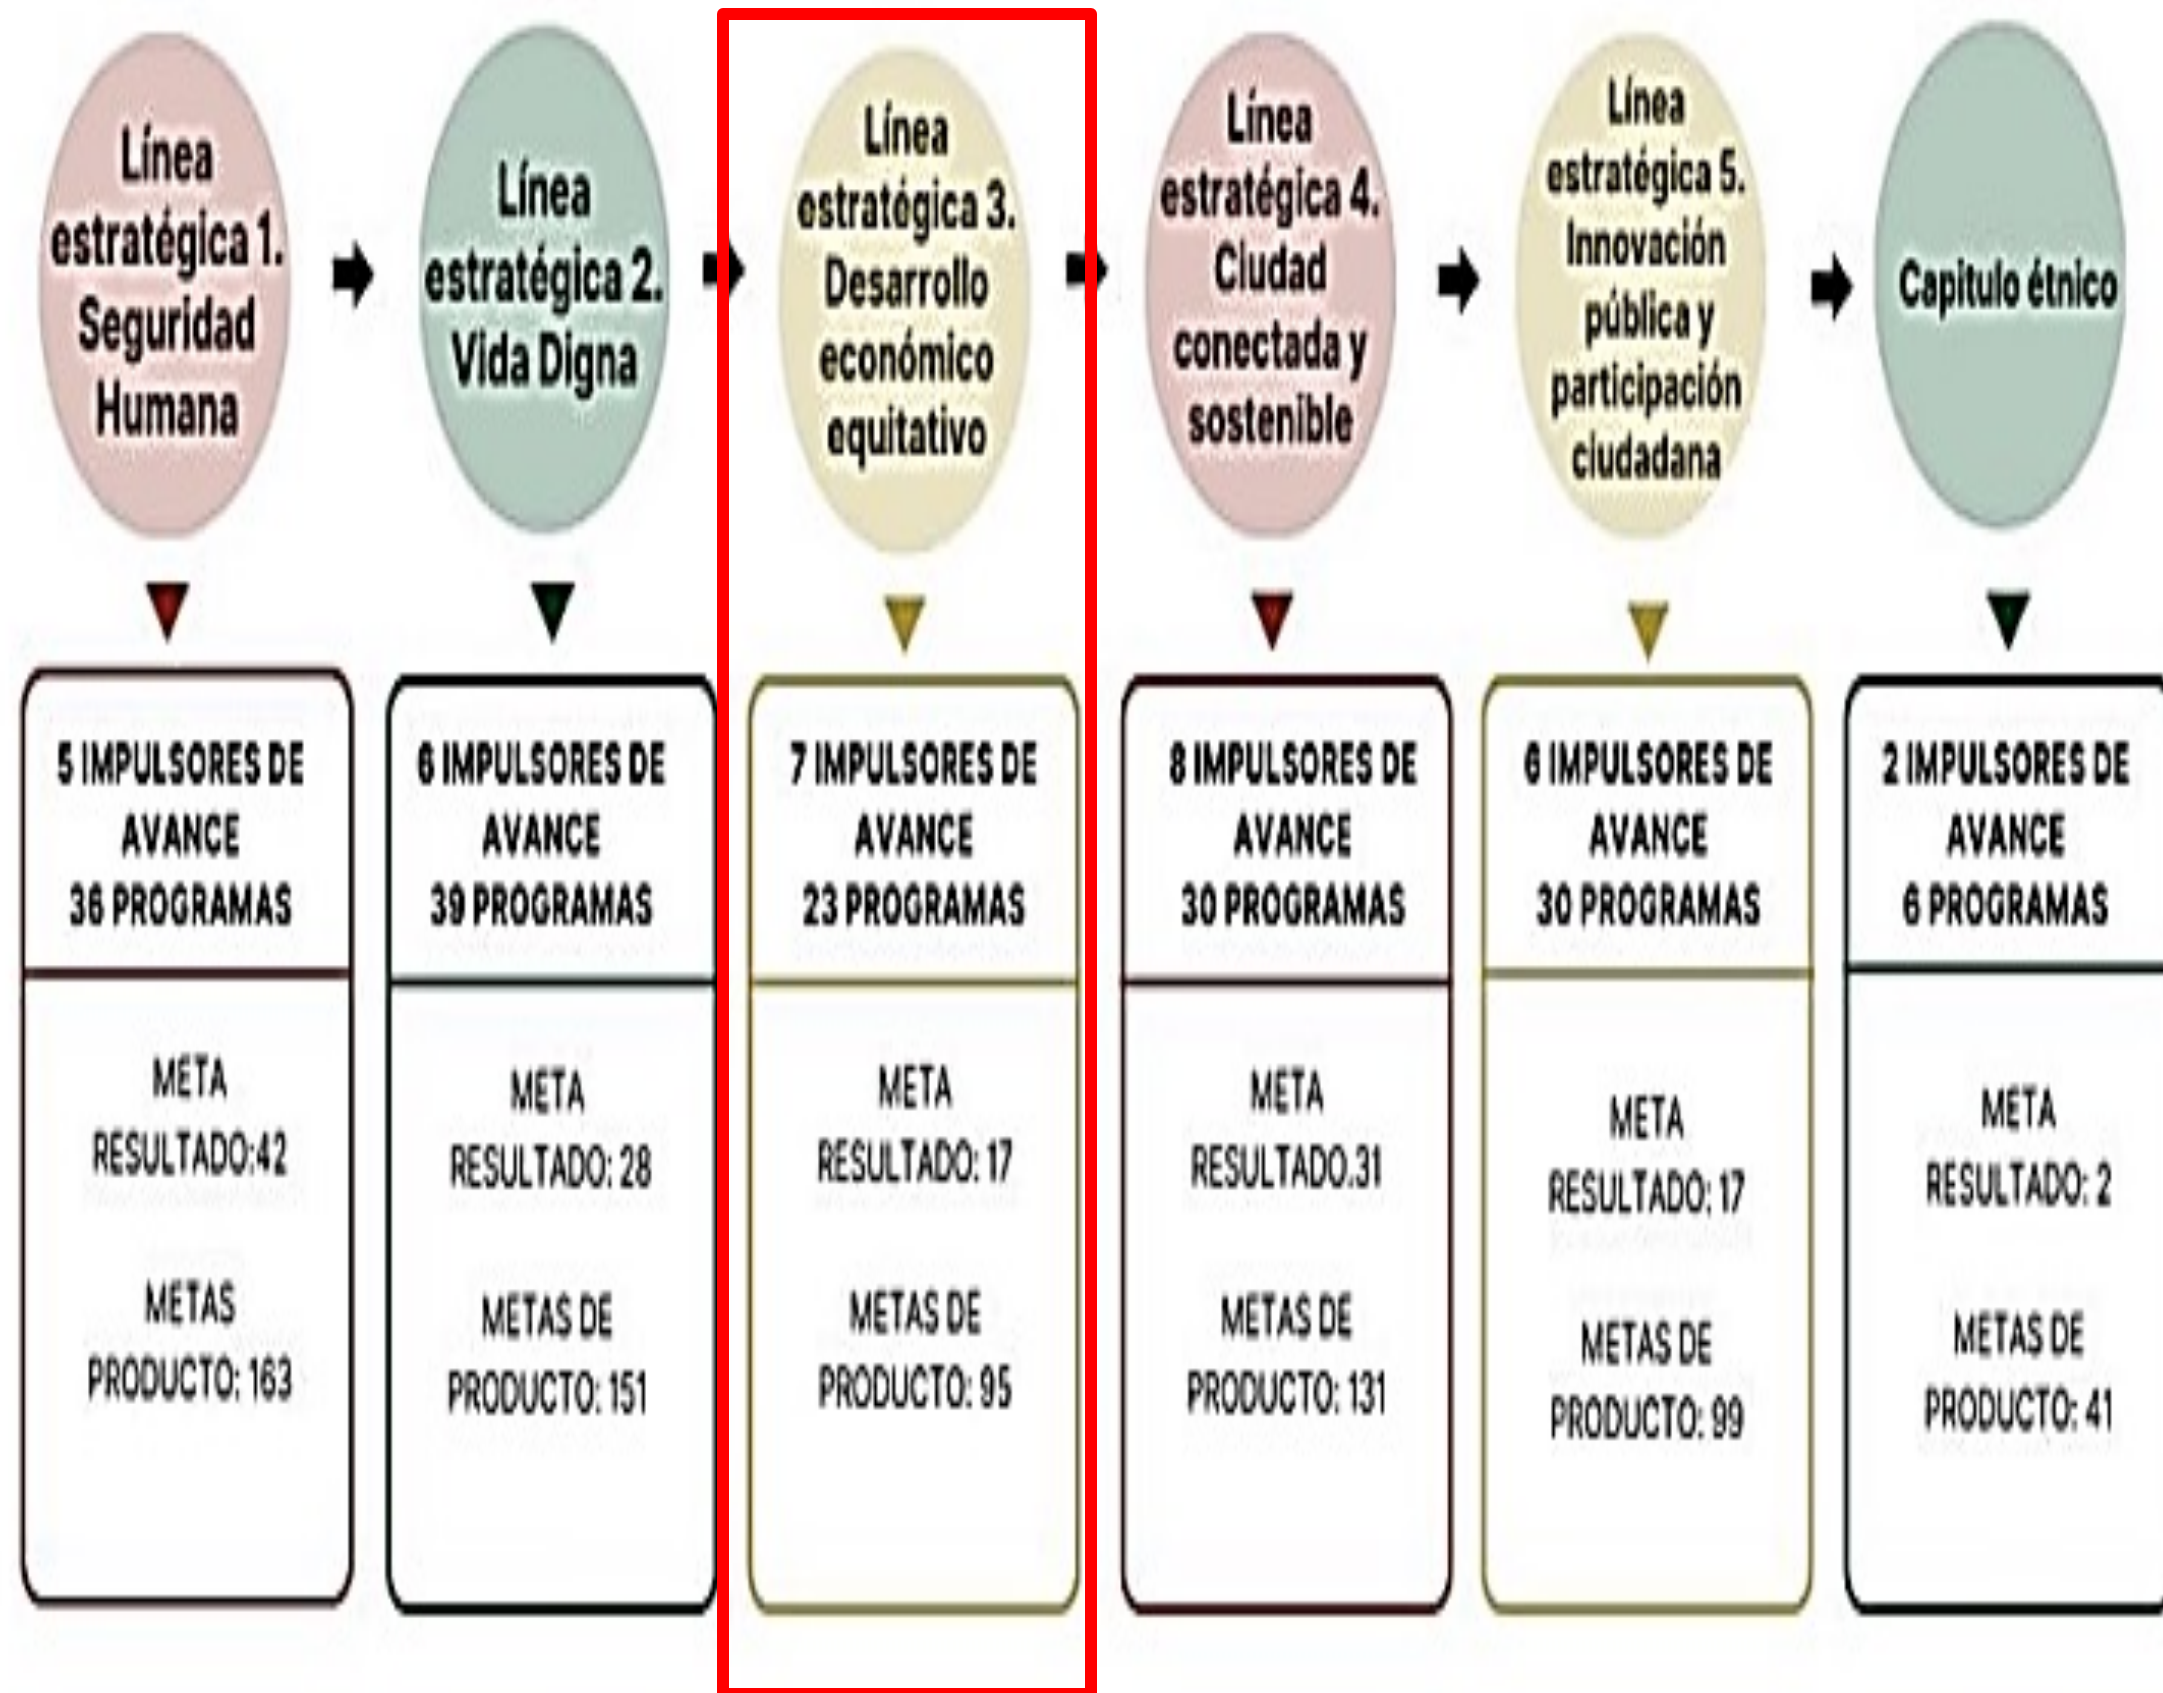 Línea
estratégica 1.
Seguridad
Humana
Línea
estratégica 2.
Vida Digna
Línea
estratégica 3.
Desarrollo
económico
equitativo
Línea
estratégica 4.
Ciudad
conectada y
sostenible
Línea
estratégica 5.
Innovación
pública y
participación
ciudadana
Capitulo étnico
5 IMPULSORES DE
AVANCE
36 PROGRAMAS
META
RESULTADO:42
METAS
PRODUCTO: 163
6 IMPULSORES DE
AVANCE
39 PROGRAMAS
META
RESULTADO: 28
METAS DE
PRODUCTO: 151
7 IMPULSORES DE
AVANCE
23 PROGRAMAS
META
RESULTADO: 17
METAS DE
PRODUCTO: 95
8 IMPULSORES DE
AVANCE
30 PROGRAMAS
META
RESULTADO.31
METAS DE
PRODUCTO: 131
6 IMPULSORES DE
AVANCE
30 PROGRAMAS
META
RESULTADO: 17
METAS DE
PRODUCTO: 99
2 IMPULSORES DE
AVANCE
6 PROGRAMAS
META
RESULTADO: 2
METAS DE
PRODUCTO: 41